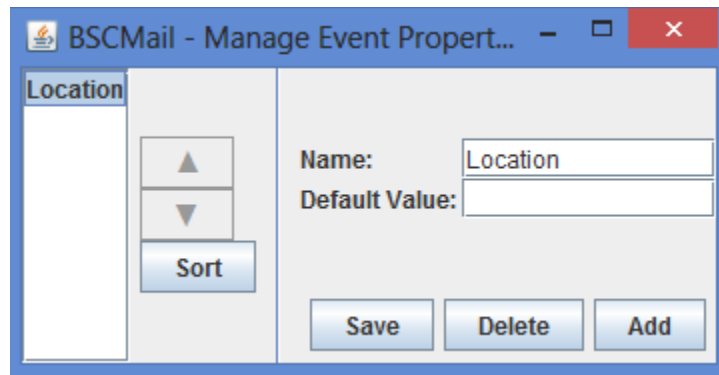 BSCMail - Manage Event Propert...
Location
Name: Location
Default Value:
Sort
Save Delete Add